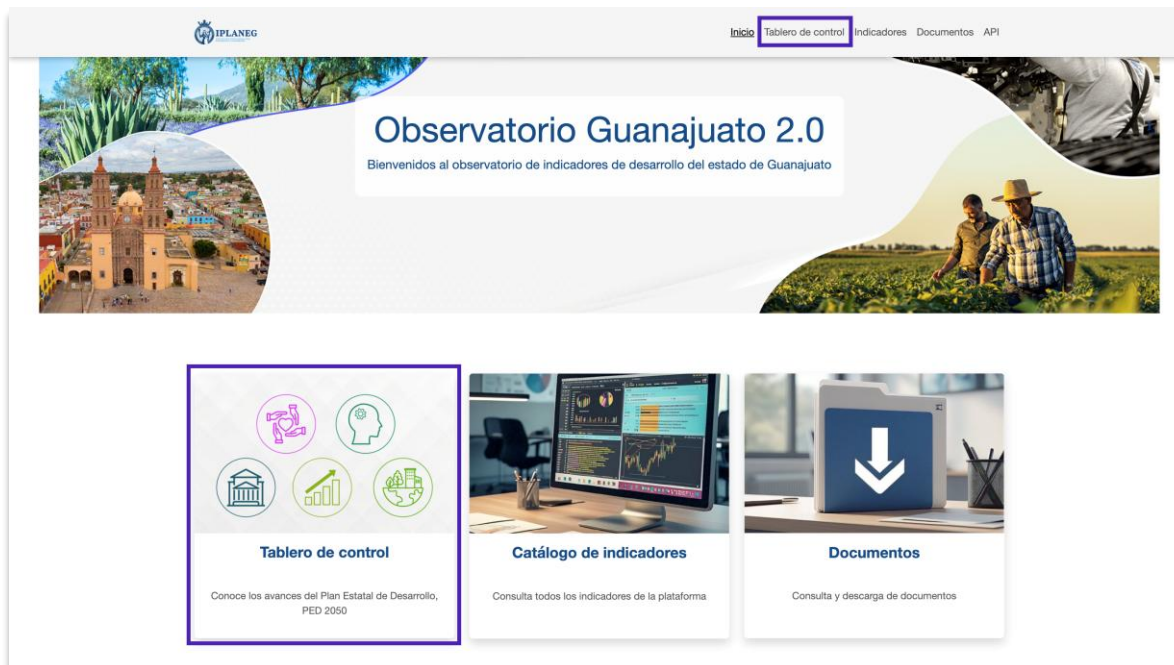 IPLANEG
Inicio Tablero de control Indicadores Documentos API
Observatorio Guanajuato 2.0
Bienvenidos al observatorio de indicadores de desarrollo del estado de Guanajuato
Tablero de control
Conoce los avances del Plan Estatal de Desarrollo,
PED 2050
Catálogo de indicadores
Consulta todos los indicadores de la plataforma
Documentos
Consulta y descarga de documentos